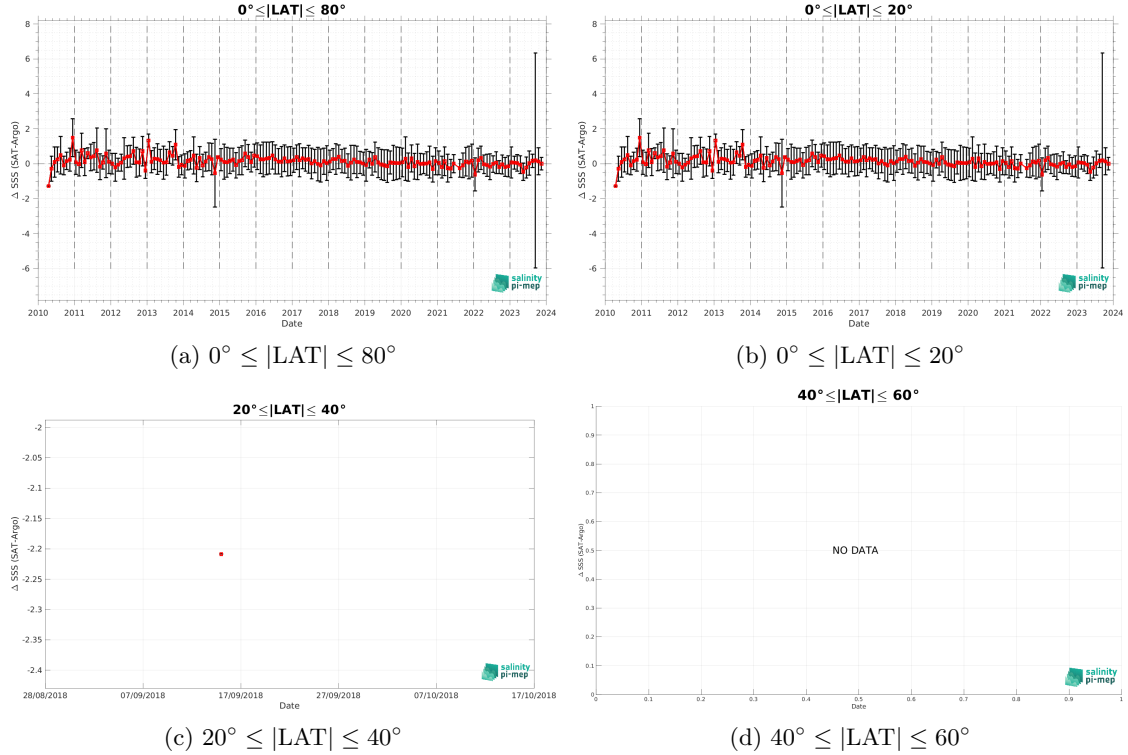 0°≤|LAT|≤ 80°
8
6
4
2
0
-2
-4
-6
Δ SSS (SAT-Argo)
2010 2011 2012 2013 2014 2015 2016 2017 2018 2019 2020 2021 2022 2023 2024
Date
salinity
pi-mep
(a) 0° ≤ |LAT| ≤ 80°
0°≤|LAT|≤ 20°
8
6
4
2
0
-2
-4
-6
Δ SSS (SAT-Argo)
2010 2011 2012 2013 2014 2015 2016 2017 2018 2019 2020 2021 2022 2023 2024
Date
salinity
pi-mep
(b) 0° ≤ |LAT| ≤ 20°
20°≤|LAT|≤ 40°
-2
-2.05
-2.1
-2.15
-2.2
-2.25
-2.3
-2.35
-2.4
Δ SSS (SAT-Argo)
28/08/2018 07/09/2018 17/09/2018 27/09/2018 07/10/2018 17/10/2018
Date
salinity
pi-mep
(c) 20° ≤ |LAT| ≤ 40°
40°≤|LAT|≤ 60°
1
0.9
0.8
0.7
0.6
0.5
0.4
0.3
0.2
0.1
0
Δ SSS (SAT-Argo)
NO DATA
0 0.1 0.2 0.3 0.4 0.5 0.6 0.7 0.8 0.9 1
Date
salinity
pi-mep
(d) 40° ≤ |LAT| ≤ 60°